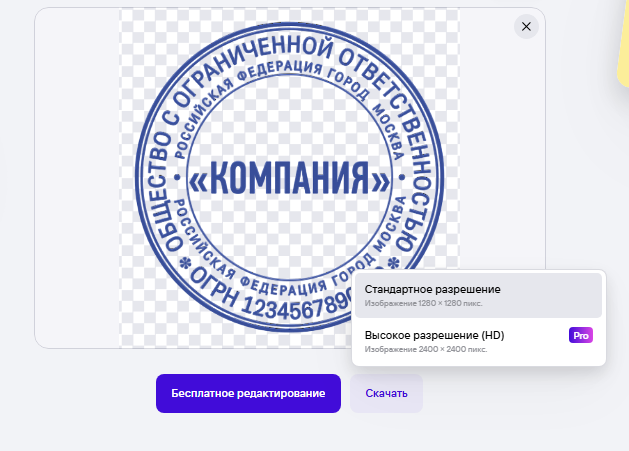 ОБЩЕСТВО С ОГРАНИЧЕННОЙ ОТВЕТСТВЕННОСТЬЮ
РОССИЙСКАЯ ФЕДЕРАЦИЯ ГОРОД МОСКВА
«КОМПАНИЯ»
РОССИЙСКАЯ ФЕДЕРАЦИЯ ГОРОД МОСКВА
ОГРН
Стандартное разрешение
Изображение 1280 × 1280 пикс.
Высокое разрешение (HD)
Pro
Изображение 2400 × 2400 пикс.
Бесплатное редактирование
Скачать